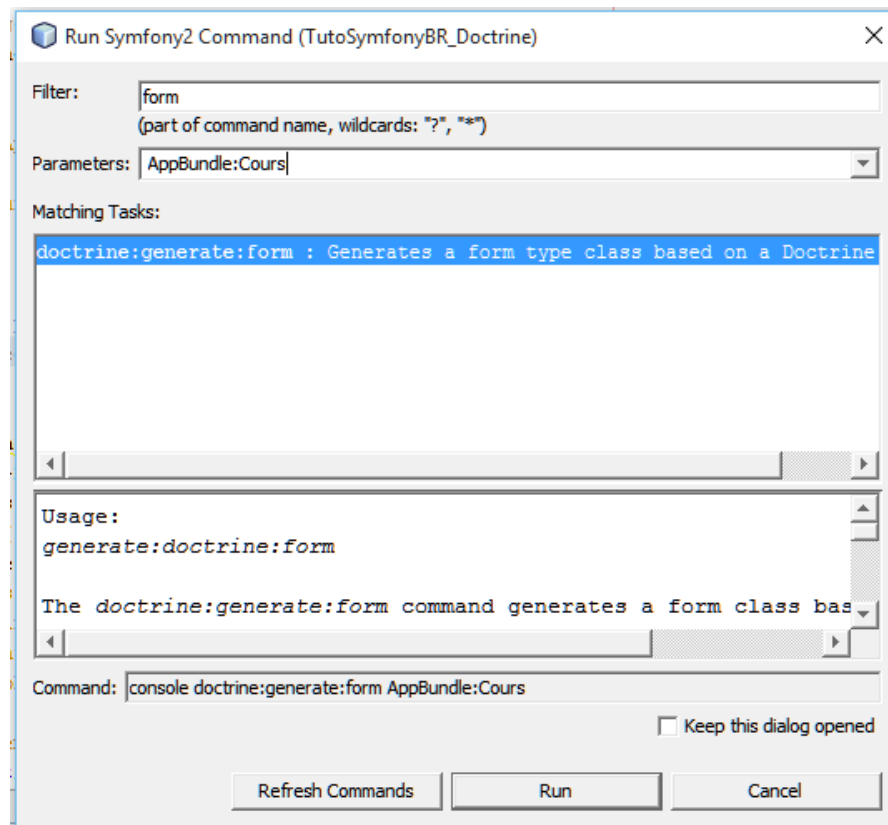 Run Symfony2 Command (TutoSymfonyBR_Doctrine)
Filter: form
(part of command name, wildcards: "?", "*")
Parameters: AppBundle:Cours
Matching Tasks:
doctrine:generate:form : Generates a form type class based on a Doctrine
Usage:
generate:doctrine:form
The doctrine:generate:form command generates a form class bas
Command: console doctrine:generate:form AppBundle:Cours
Keep this dialog opened
Refresh Commands Run Cancel